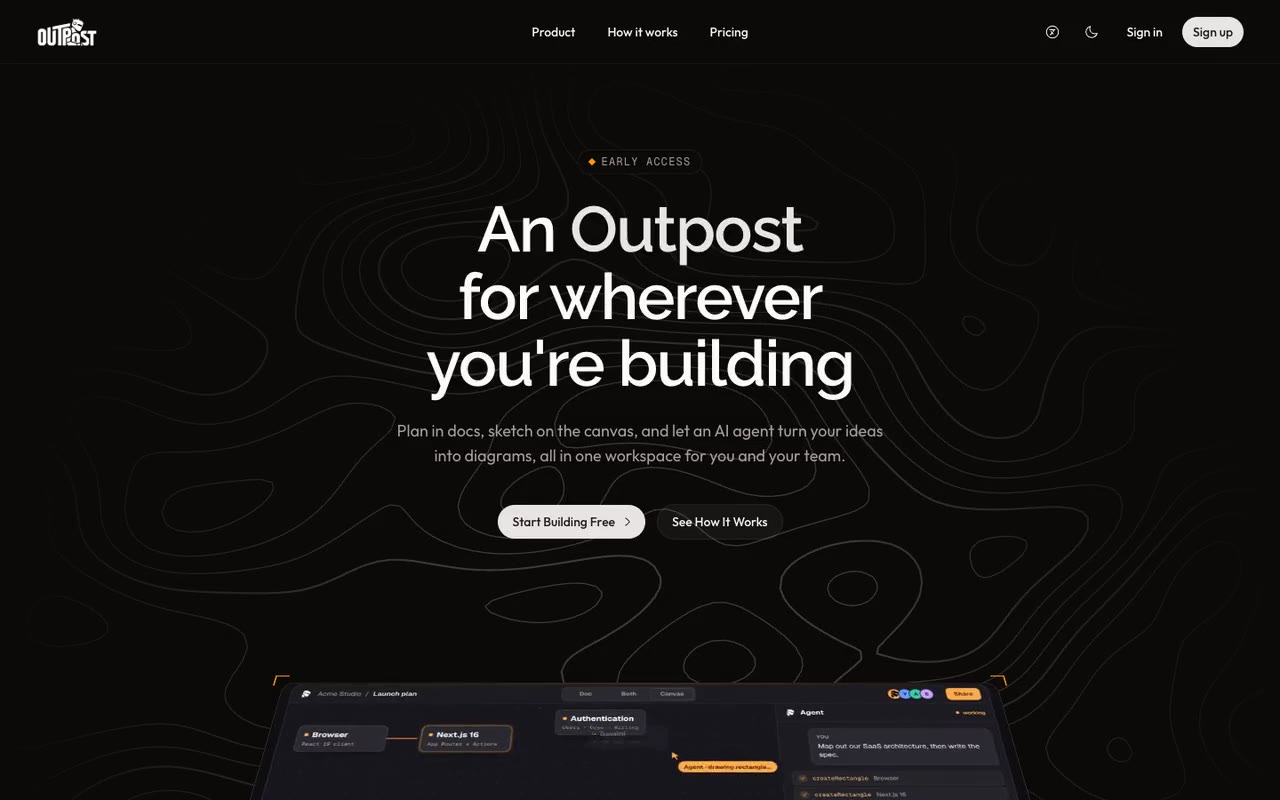 OUTPOST
Product
How it works
Pricing
Sign in
Sign up
EARLY ACCESS
An Outpost
for wherever
you're building
Plan in docs, sketch on the canvas, and let an AI agent turn your ideas
into diagrams, all in one workspace for you and your team.
Start Building Free
See How It Works
Acme Studio / Launch plan
Doc
Both
Canvas
Share
Agent
working
Browser
React 19 client
Next.js 16
App Router + Actions
Authentication
YOU
Map out our SaaS architecture, then write the
spec.
Agent · drawing rectangle…
createRectangle Browser
createRectangle Next.js 16